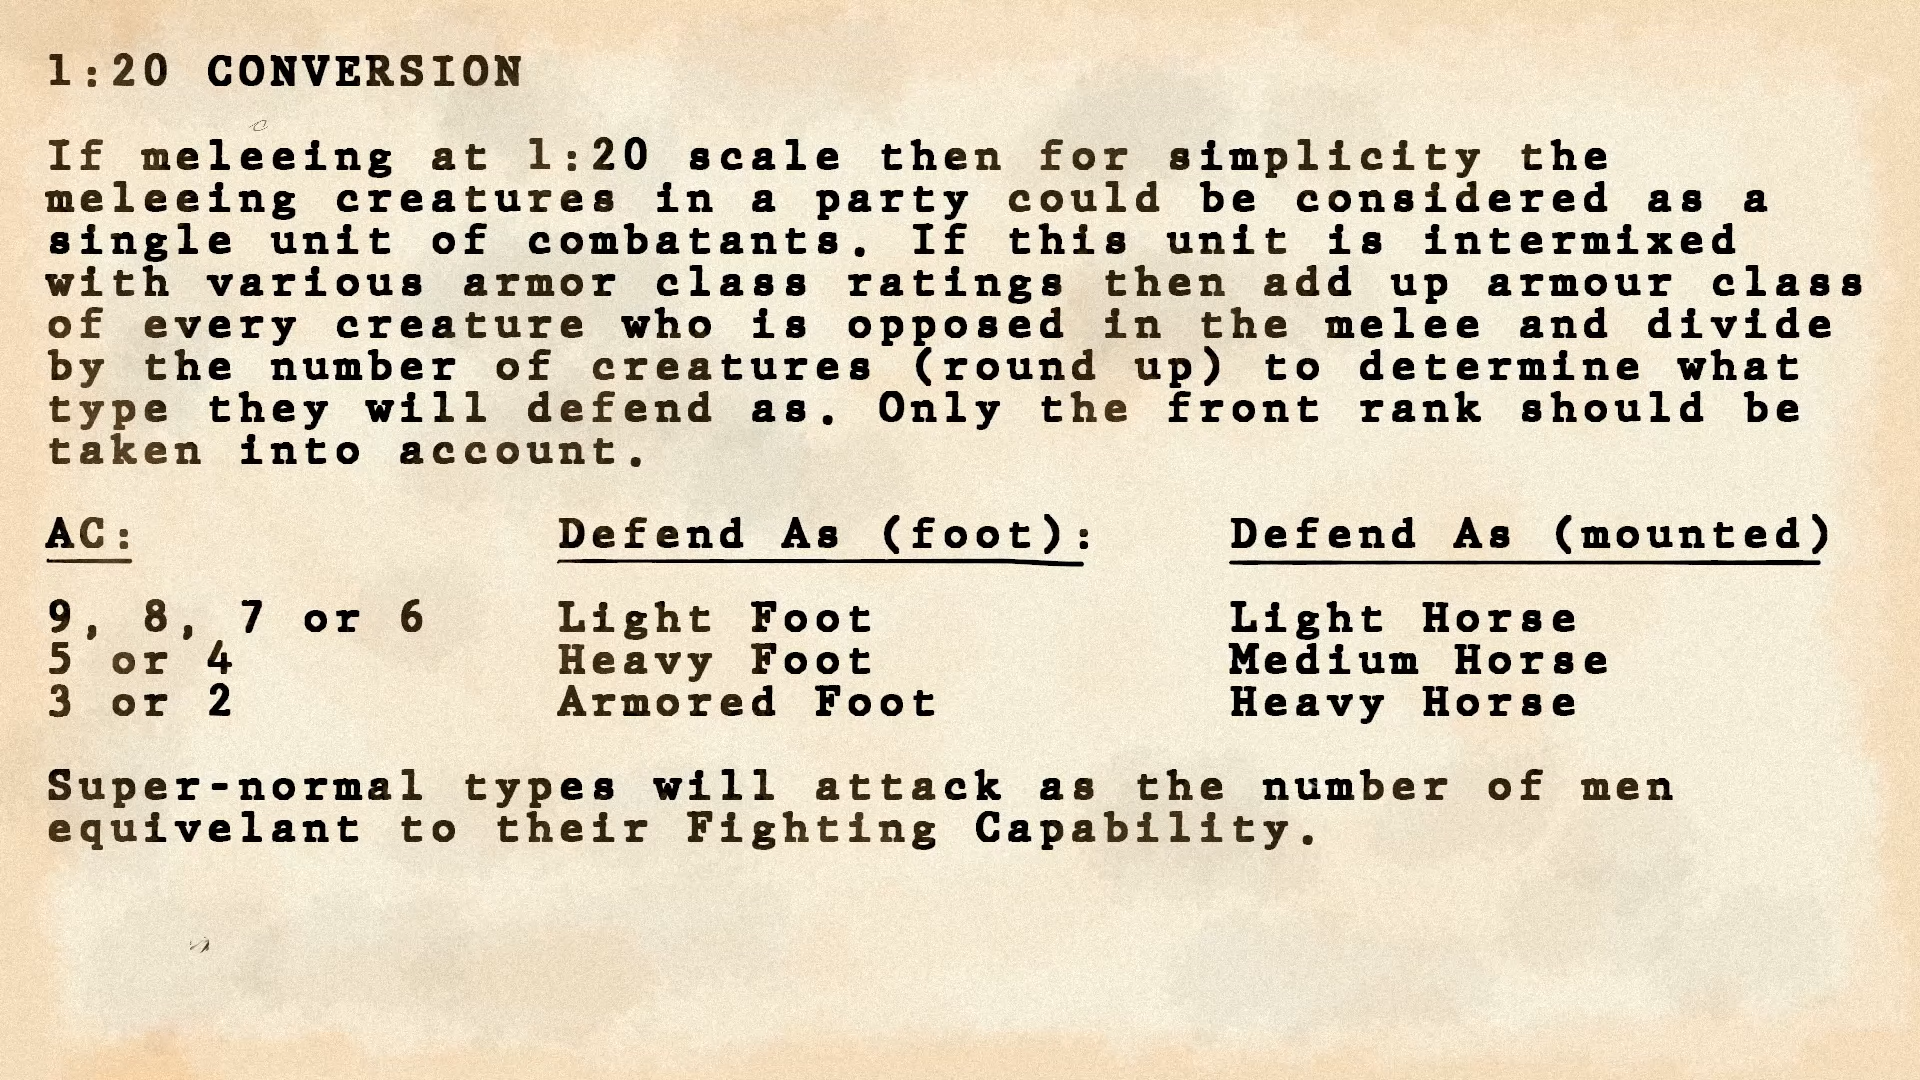 1:20 CONVERSION
If meleeing at 1:20 scale then for simplicity the
meleeing creatures in a party could be considered as a
single unit of combatants. If this unit is intermixed
with various armor class ratings then add up armour class
of every creature who is opposed in the melee and divide
by the number of creatures (round up) to determine what
type they will defend as. Only the front rank should be
taken into account.
AC: Defend As (foot): Defend As (mounted)
9, 8, 7 or 6 Light Foot Light Horse
5 or 4 Heavy Foot Medium Horse
3 or 2 Armored Foot Heavy Horse
Super-normal types will attack as the number of men
equivelant to their Fighting Capability.